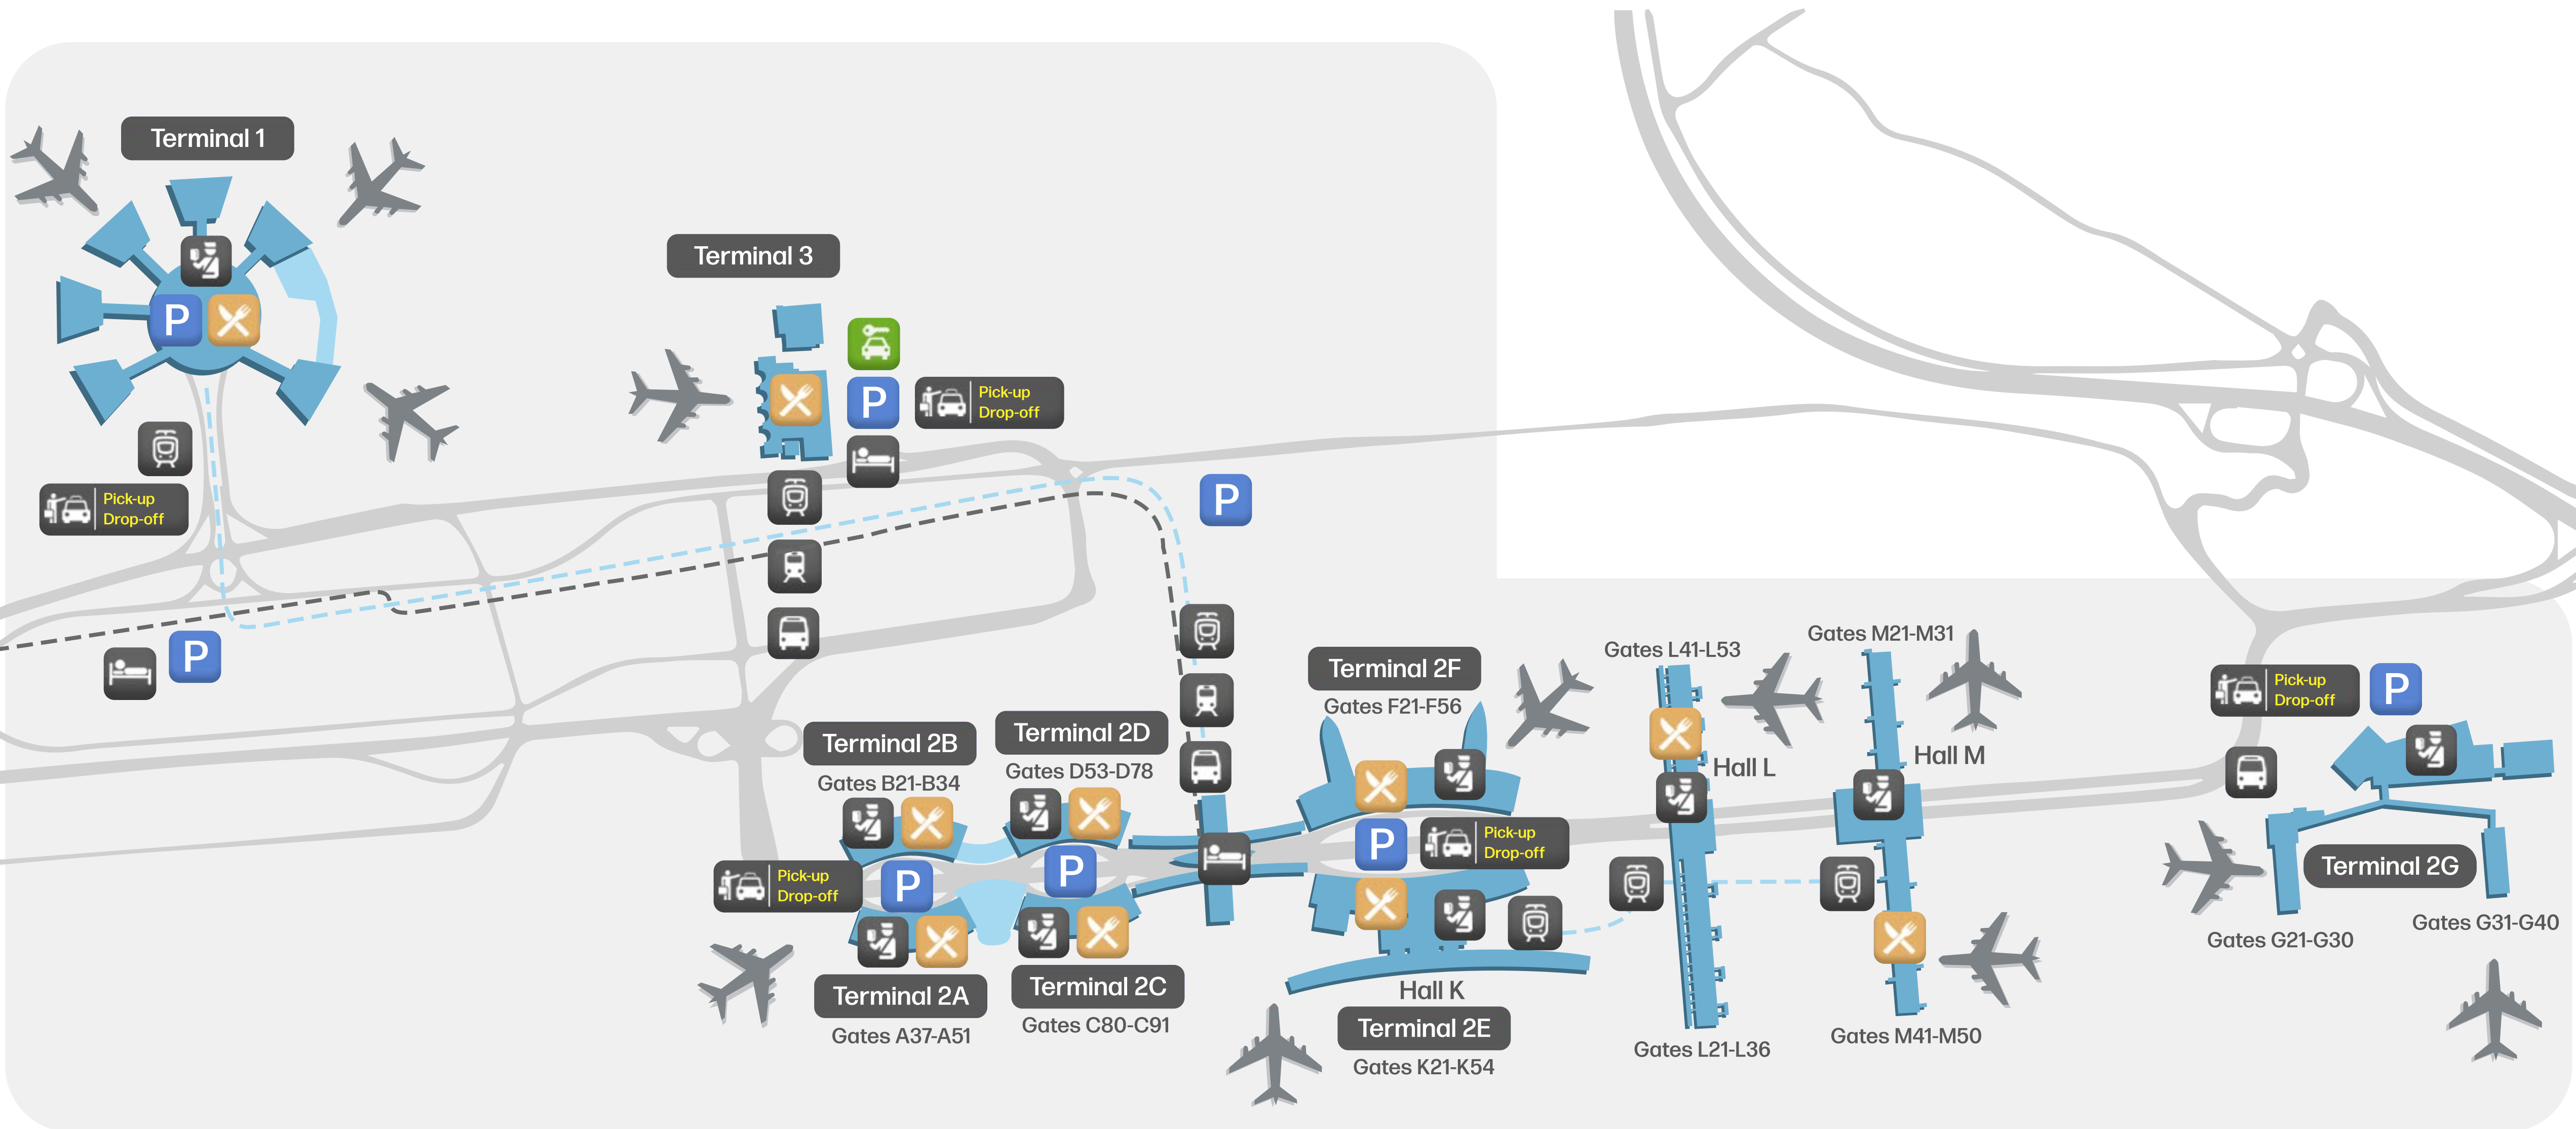 Terminal 1
P
Pick-up
Drop-off
P
Terminal 3
P
Pick-up
Drop-off
P
Terminal 2B
Gates B21-B34
Terminal 2D
Gates D53-D78
Pick-up
Drop-off
P
P
Terminal 2A
Gates A37-A51
Terminal 2C
Gates C80-C91
Terminal 2F
Gates F21-F56
P
Pick-up
Drop-off
Hall K
Terminal 2E
Gates K21-K54
Gates L41-L53
Hall L
Gates L21-L36
Gates M21-M31
Hall M
Gates M41-M50
Pick-up
Drop-off
P
Terminal 2G
Gates G21-G30
Gates G31-G40